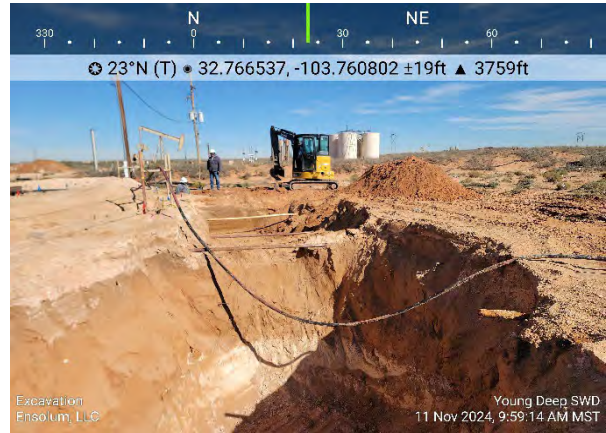 N NE
330 0 30 60
23°N (T) 32.766537, -103.760802 ±19ft ▲ 3759ft
Excavation
Ensolum, LLC
Young Deep SWD
11 Nov 2024, 9:59:14 AM MST